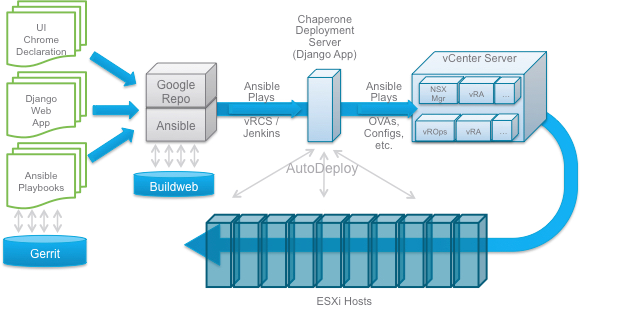 UI
Chrome
Declaration
Django
Web
App
Ansible
Playbooks
Gerrit
Google
Repo
Ansible
Buildweb
Ansible
Plays
vRCS /
Jenkins
Chaperone
Deployment
Server
(Django App)
Ansible
Plays
OVAs,
Configs,
etc.
AutoDeploy
vCenter Server
NSX
Mgr
vRA
...
vROps
vRA
...
ESXi Hosts